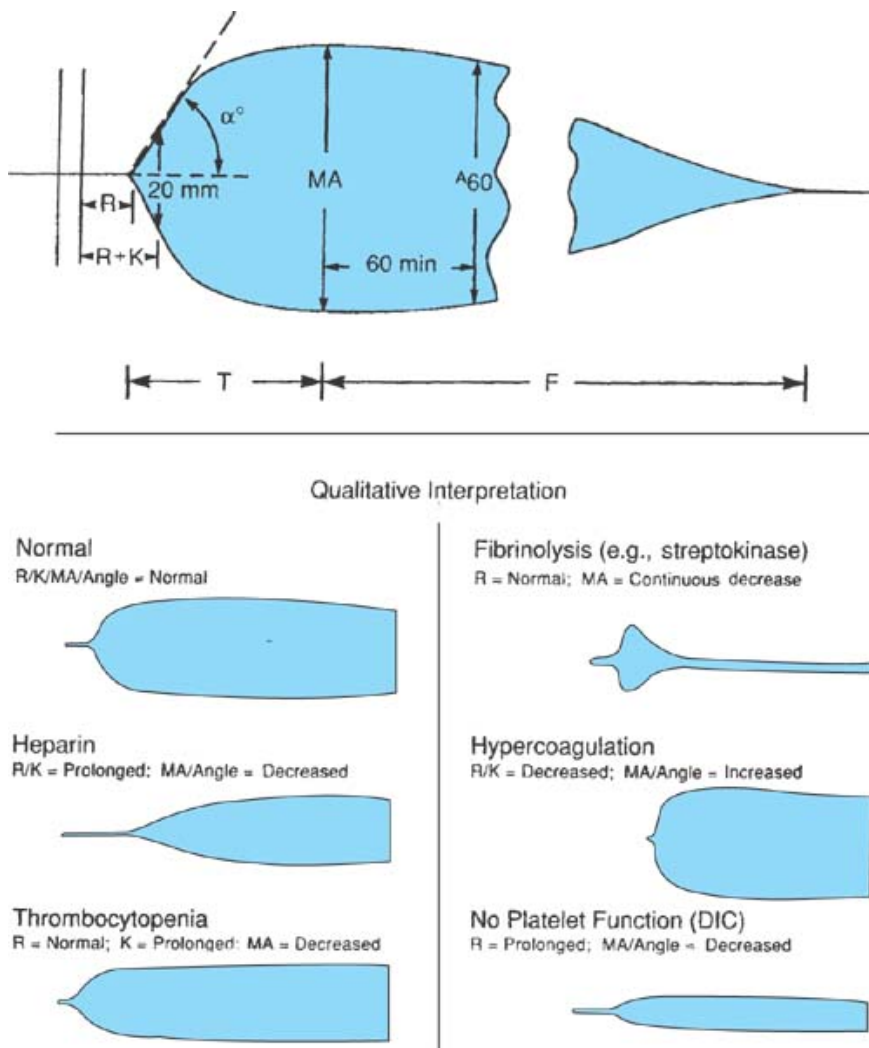 α°
20 mm
MA
A60
R
R+K
60 min
T
F
Qualitative Interpretation
Normal
R/K/MA/Angle = Normal
Heparin
R/K = Prolonged; MA/Angle = Decreased
Thrombocytopenia
R = Normal; K = Prolonged: MA = Decreased
Fibrinolysis (e.g., streptokinase)
R = Normal; MA = Continuous decrease
Hypercoagulation
R/K = Decreased; MA/Angle = Increased
No Platelet Function (DIC)
R = Prolonged; MA/Angle = Decreased